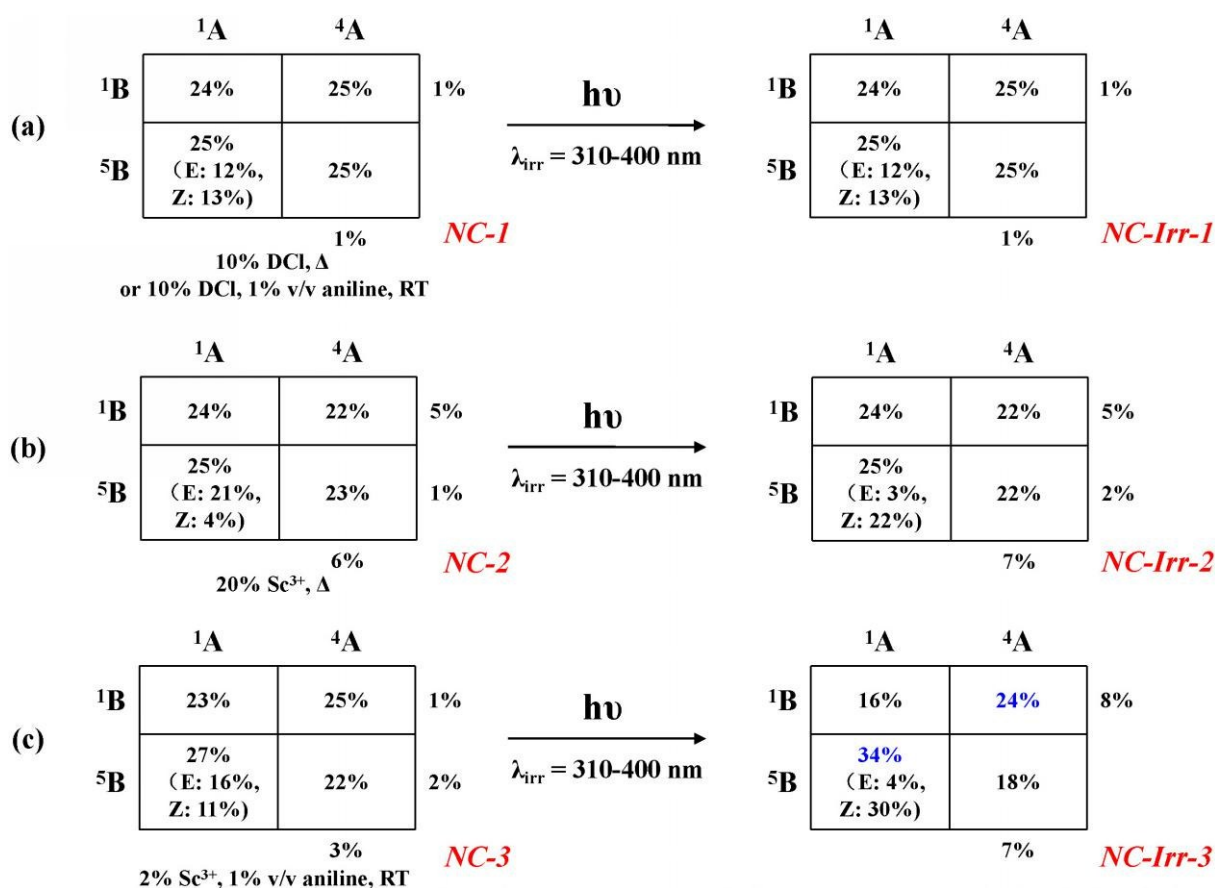 (a)
¹A ⁴A
¹B 24% 25% 1%
⁵B 25% (E: 12%, Z: 13%) 25%
1%
NC-1
10% DCl, Δ
or 10% DCl, 1% v/v aniline, RT
hυ
λirr = 310-400 nm
¹A ⁴A
¹B 24% 25% 1%
⁵B 25% (E: 12%, Z: 13%) 25%
1%
NC-Irr-1
(b)
¹A ⁴A
¹B 24% 22% 5%
⁵B 25% (E: 21%, Z: 4%) 23% 1%
6%
NC-2
20% Sc³⁺, Δ
hυ
λirr = 310-400 nm
¹A ⁴A
¹B 24% 22% 5%
⁵B 25% (E: 3%, Z: 22%) 22% 2%
7%
NC-Irr-2
(c)
¹A ⁴A
¹B 23% 25% 1%
⁵B 27% (E: 16%, Z: 11%) 22% 2%
3%
NC-3
2% Sc³⁺, 1% v/v aniline, RT
hυ
λirr = 310-400 nm
¹A ⁴A
¹B 16% 24% 8%
⁵B 34% (E: 4%, Z: 30%) 18%
7%
NC-Irr-3